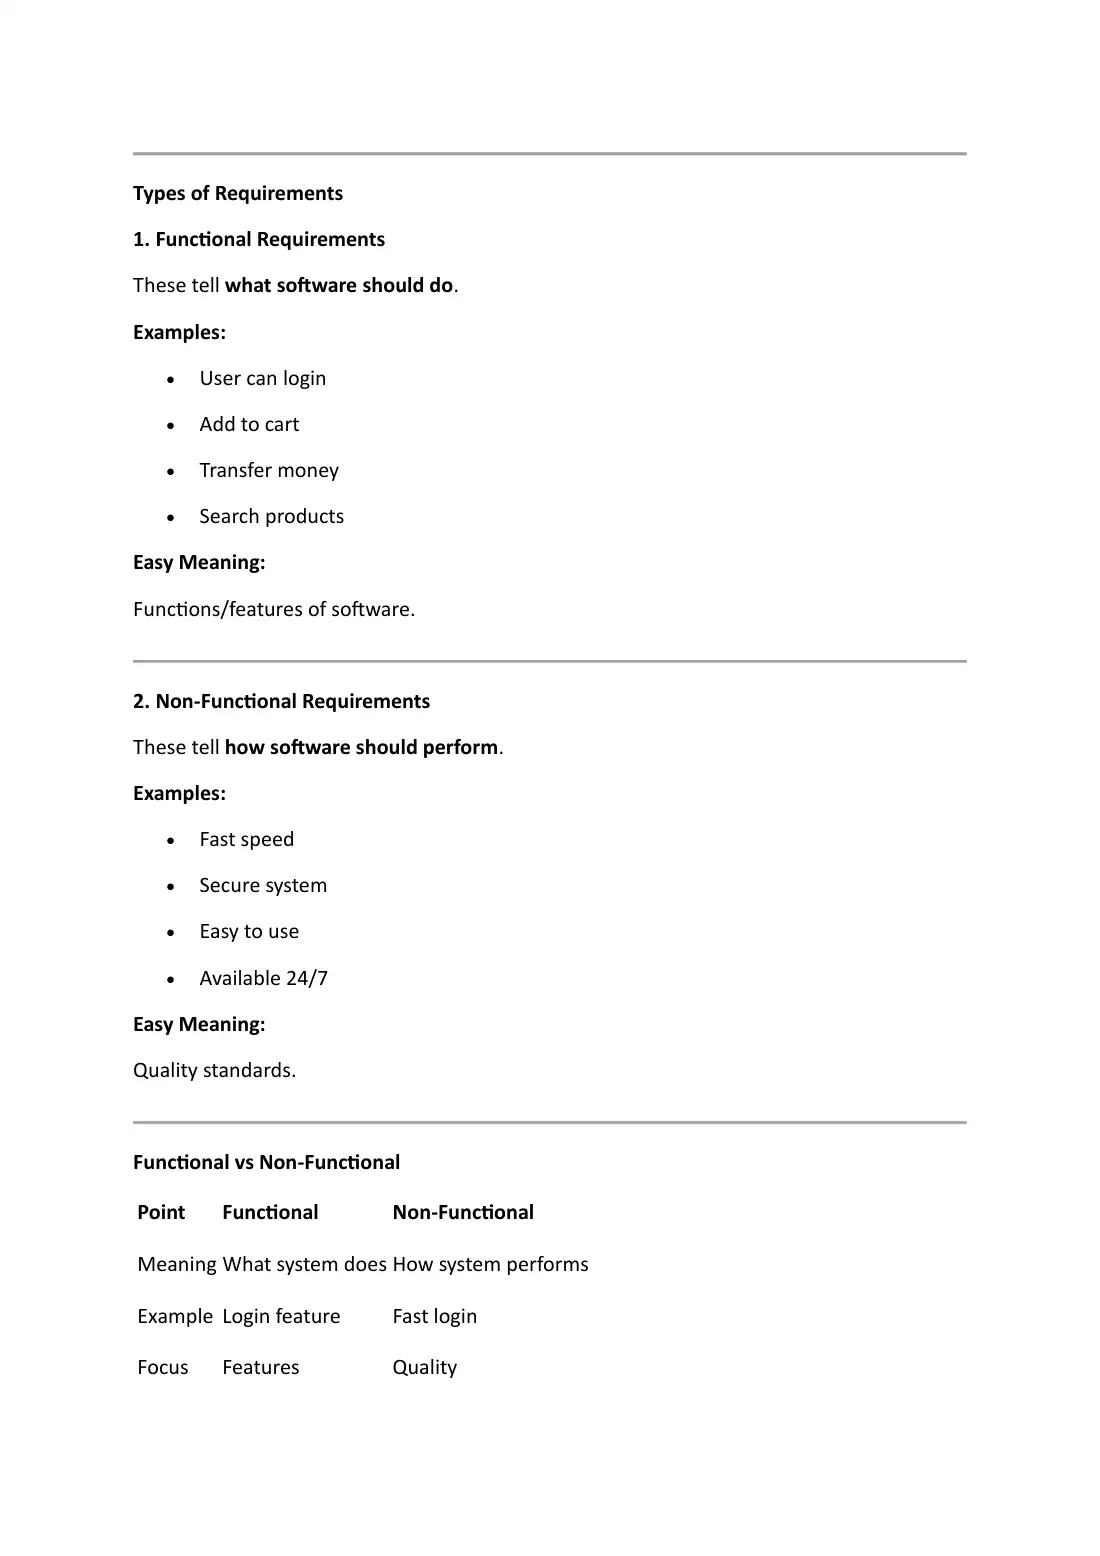 Types of Requirements
1. Functional Requirements
These tell what software should do.
Examples:
• User can login
• Add to cart
• Transfer money
• Search products
Easy Meaning:
Functions/features of software.
2. Non-Functional Requirements
These tell how software should perform.
Examples:
• Fast speed
• Secure system
• Easy to use
• Available 24/7
Easy Meaning:
Quality standards.
Functional vs Non-Functional
Point Functional Non-Functional
Meaning What system does How system performs
Example Login feature Fast login
Focus Features Quality